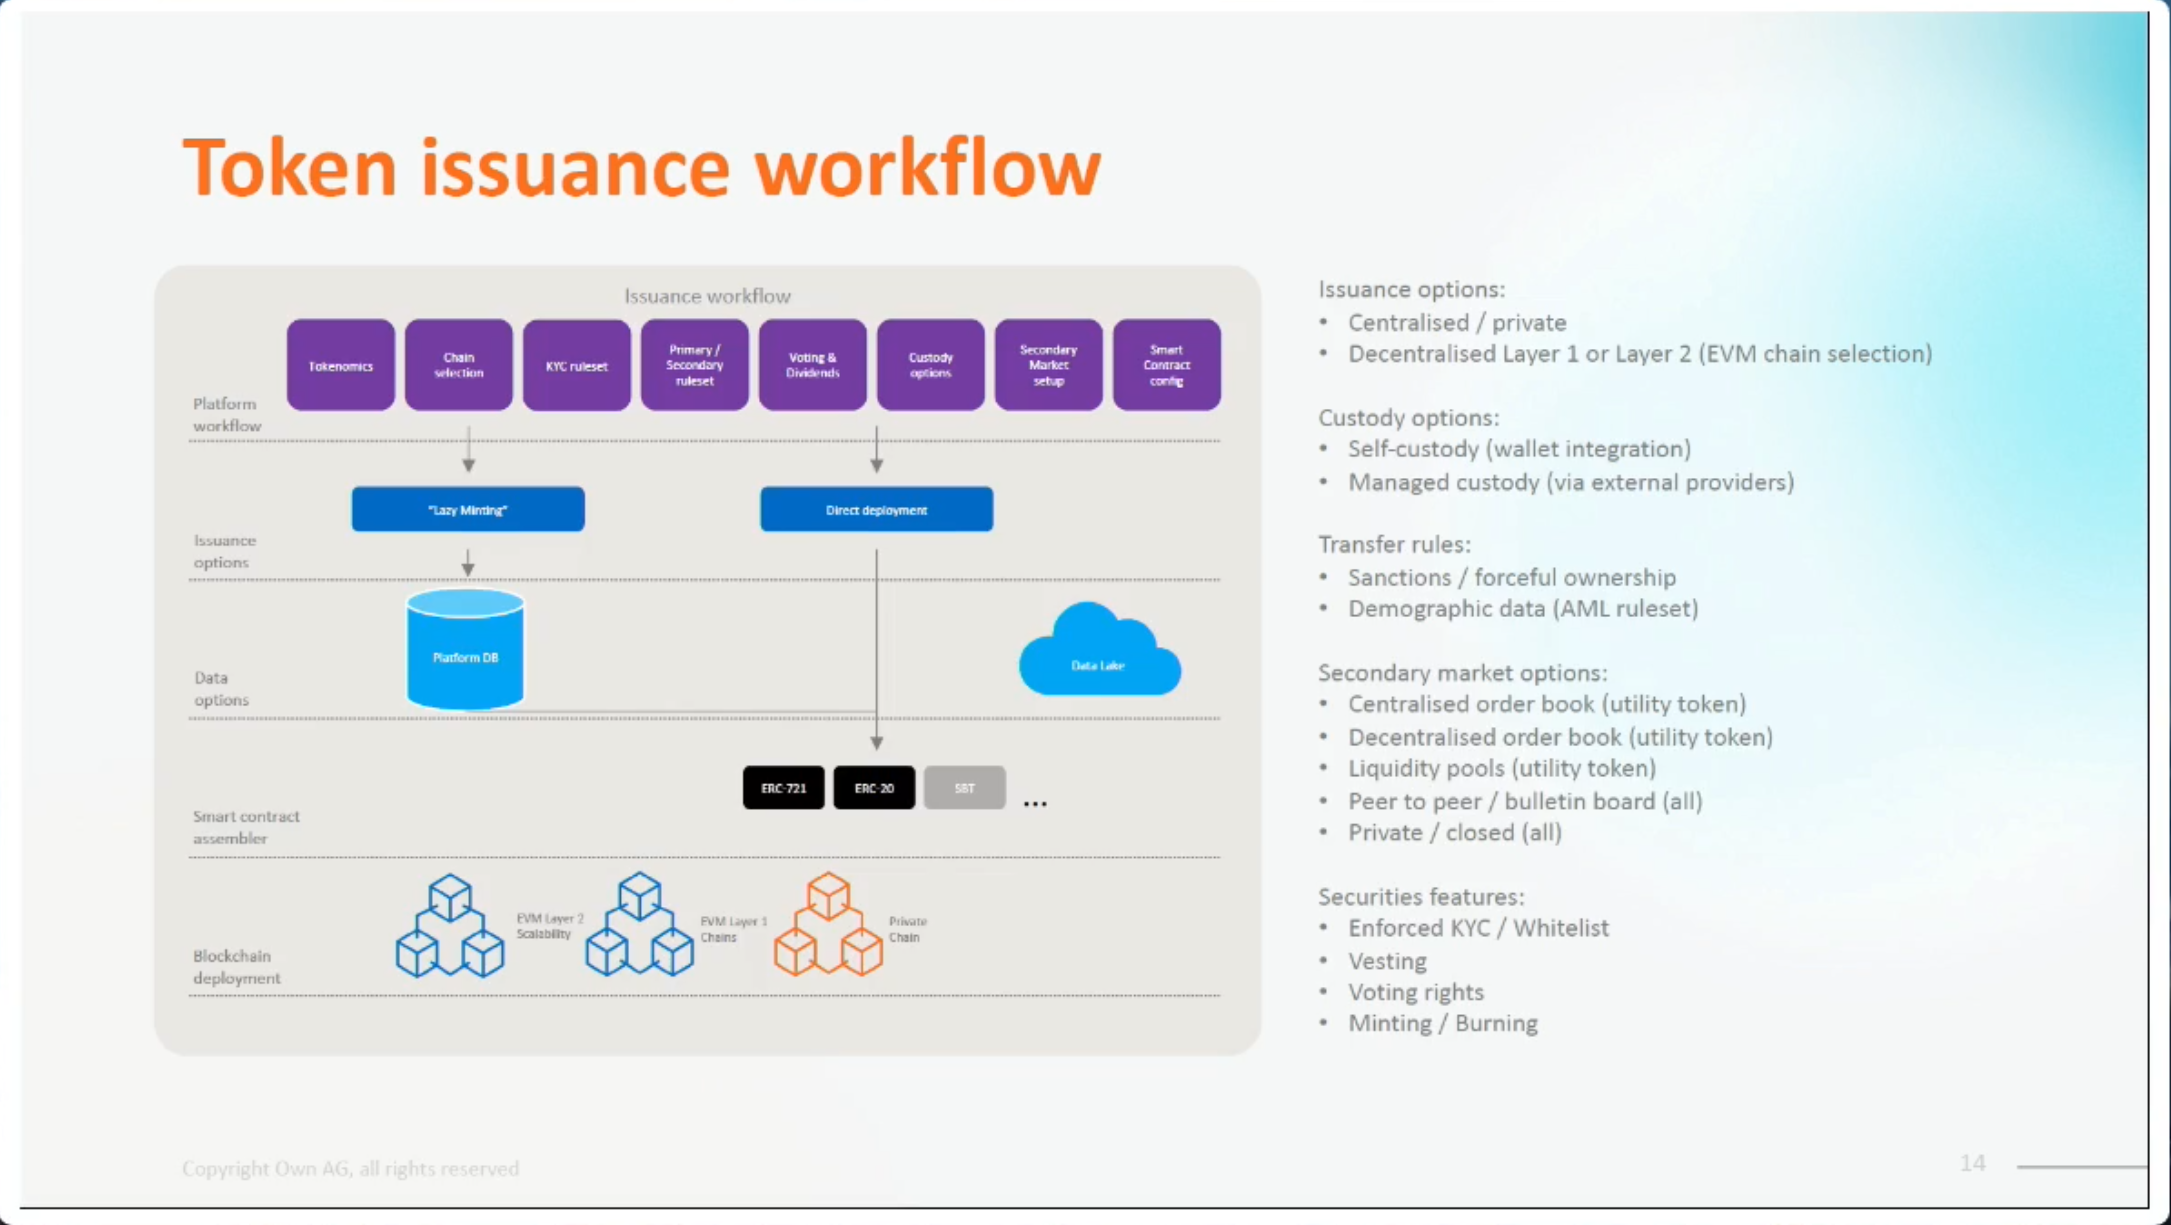 Token issuance workflow
Issuance workflow
Tokenomics
Chain
selection
KYC ruleset
Primary /
Secondary
ruleset
Voting &
Dividends
Custody
options
Secondary
Market
setup
Smart
Contract
config
Platform
workflow
"Lazy Minting"
Direct deployment
Issuance
options
Platform DB
Data Lake
Data
options
ERC-721
ERC-20
SBT
...
Smart contract
assembler
EVM Layer 2
Scalability
EVM Layer 1
Chains
Private
Chain
Blockchain
deployment
Issuance options:
• Centralised / private
• Decentralised Layer 1 or Layer 2 (EVM chain selection)
Custody options:
• Self-custody (wallet integration)
• Managed custody (via external providers)
Transfer rules:
• Sanctions / forceful ownership
• Demographic data (AML ruleset)
Secondary market options:
• Centralised order book (utility token)
• Decentralised order book (utility token)
• Liquidity pools (utility token)
• Peer to peer / bulletin board (all)
• Private / closed (all)
Securities features:
• Enforced KYC / Whitelist
• Vesting
• Voting rights
• Minting / Burning
Copyright Own AG, all rights reserved
14